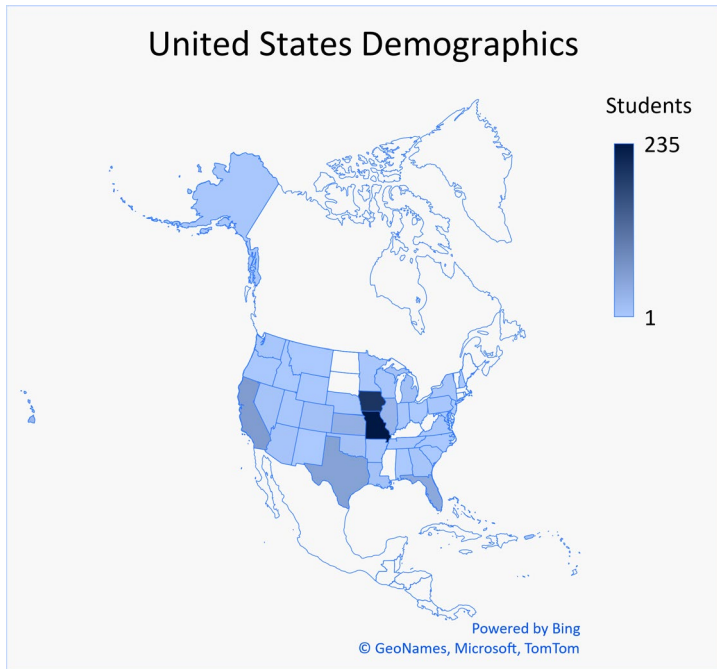 United States Demographics
Students
235
1
Powered by Bing
© GeoNames, Microsoft, TomTom